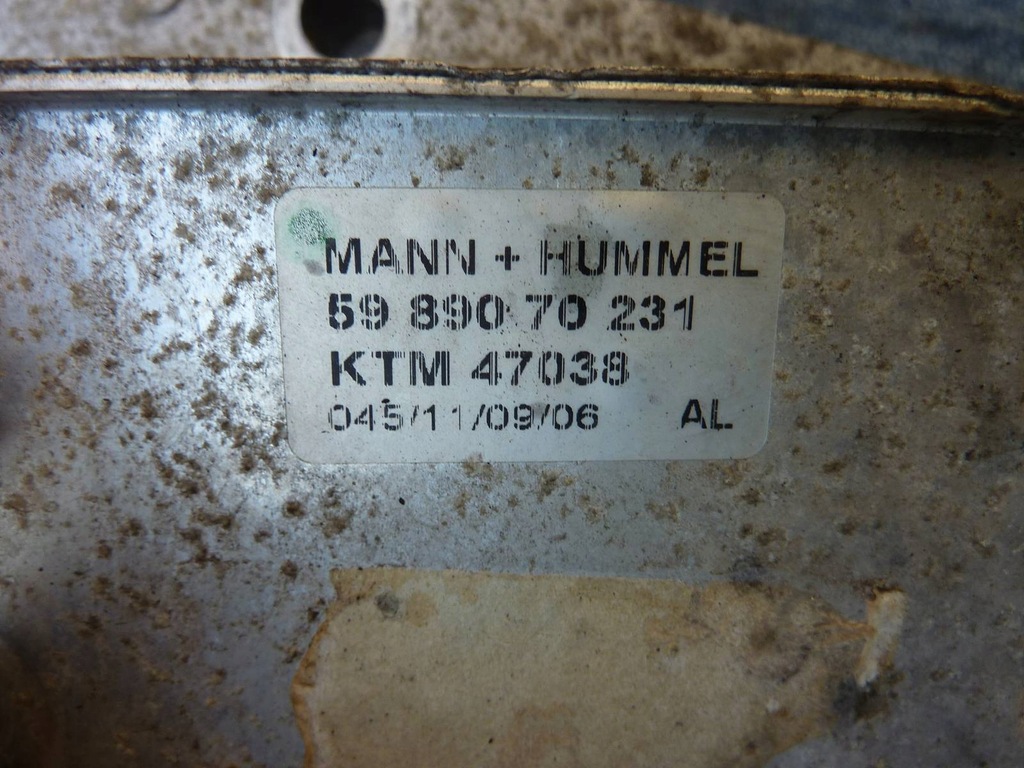 MANN + HUMMEL
59 890 70 231
KTM 47038
045/11/09/06 AL